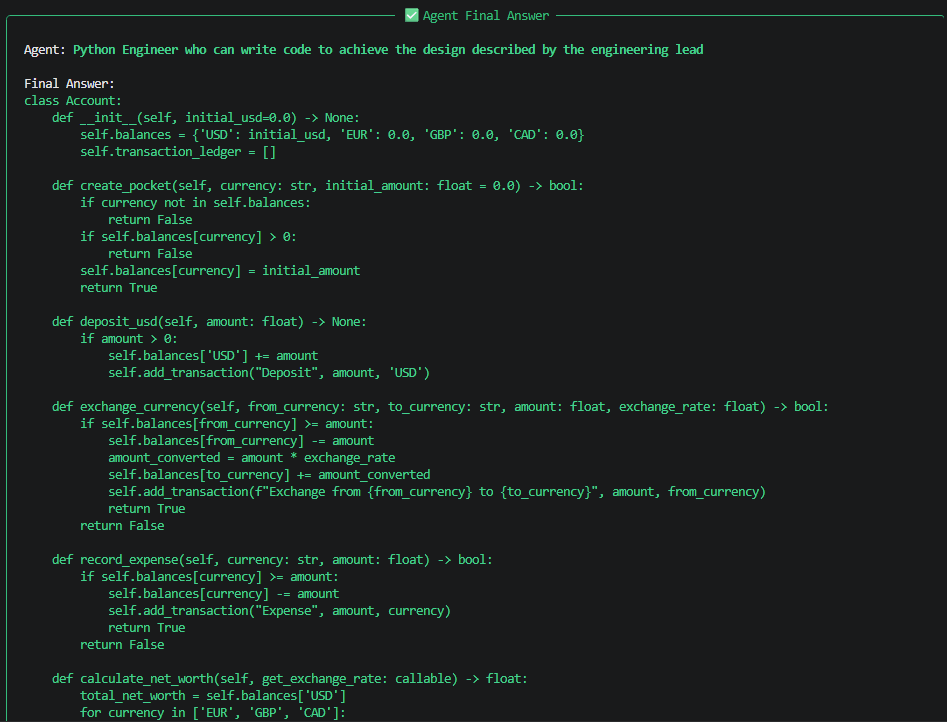 ✅ Agent Final Answer
Agent: Python Engineer who can write code to achieve the design described by the engineering lead
Final Answer:
class Account:
    def __init__(self, initial_usd=0.0) -> None:
        self.balances = {'USD': initial_usd, 'EUR': 0.0, 'GBP': 0.0, 'CAD': 0.0}
        self.transaction_ledger = []

    def create_pocket(self, currency: str, initial_amount: float = 0.0) -> bool:
        if currency not in self.balances:
            return False
        if self.balances[currency] > 0:
            return False
        self.balances[currency] = initial_amount
        return True

    def deposit_usd(self, amount: float) -> None:
        if amount > 0:
            self.balances['USD'] += amount
            self.add_transaction("Deposit", amount, 'USD')

    def exchange_currency(self, from_currency: str, to_currency: str, amount: float, exchange_rate: float) -> bool:
        if self.balances[from_currency] >= amount:
            self.balances[from_currency] -= amount
            amount_converted = amount * exchange_rate
            self.balances[to_currency] += amount_converted
            self.add_transaction(f"Exchange from {from_currency} to {to_currency}", amount, from_currency)
            return True
        return False

    def record_expense(self, currency: str, amount: float) -> bool:
        if self.balances[currency] >= amount:
            self.balances[currency] -= amount
            self.add_transaction("Expense", amount, currency)
            return True
        return False

    def calculate_net_worth(self, get_exchange_rate: callable) -> float:
        total_net_worth = self.balances['USD']
        for currency in ['EUR', 'GBP', 'CAD']: